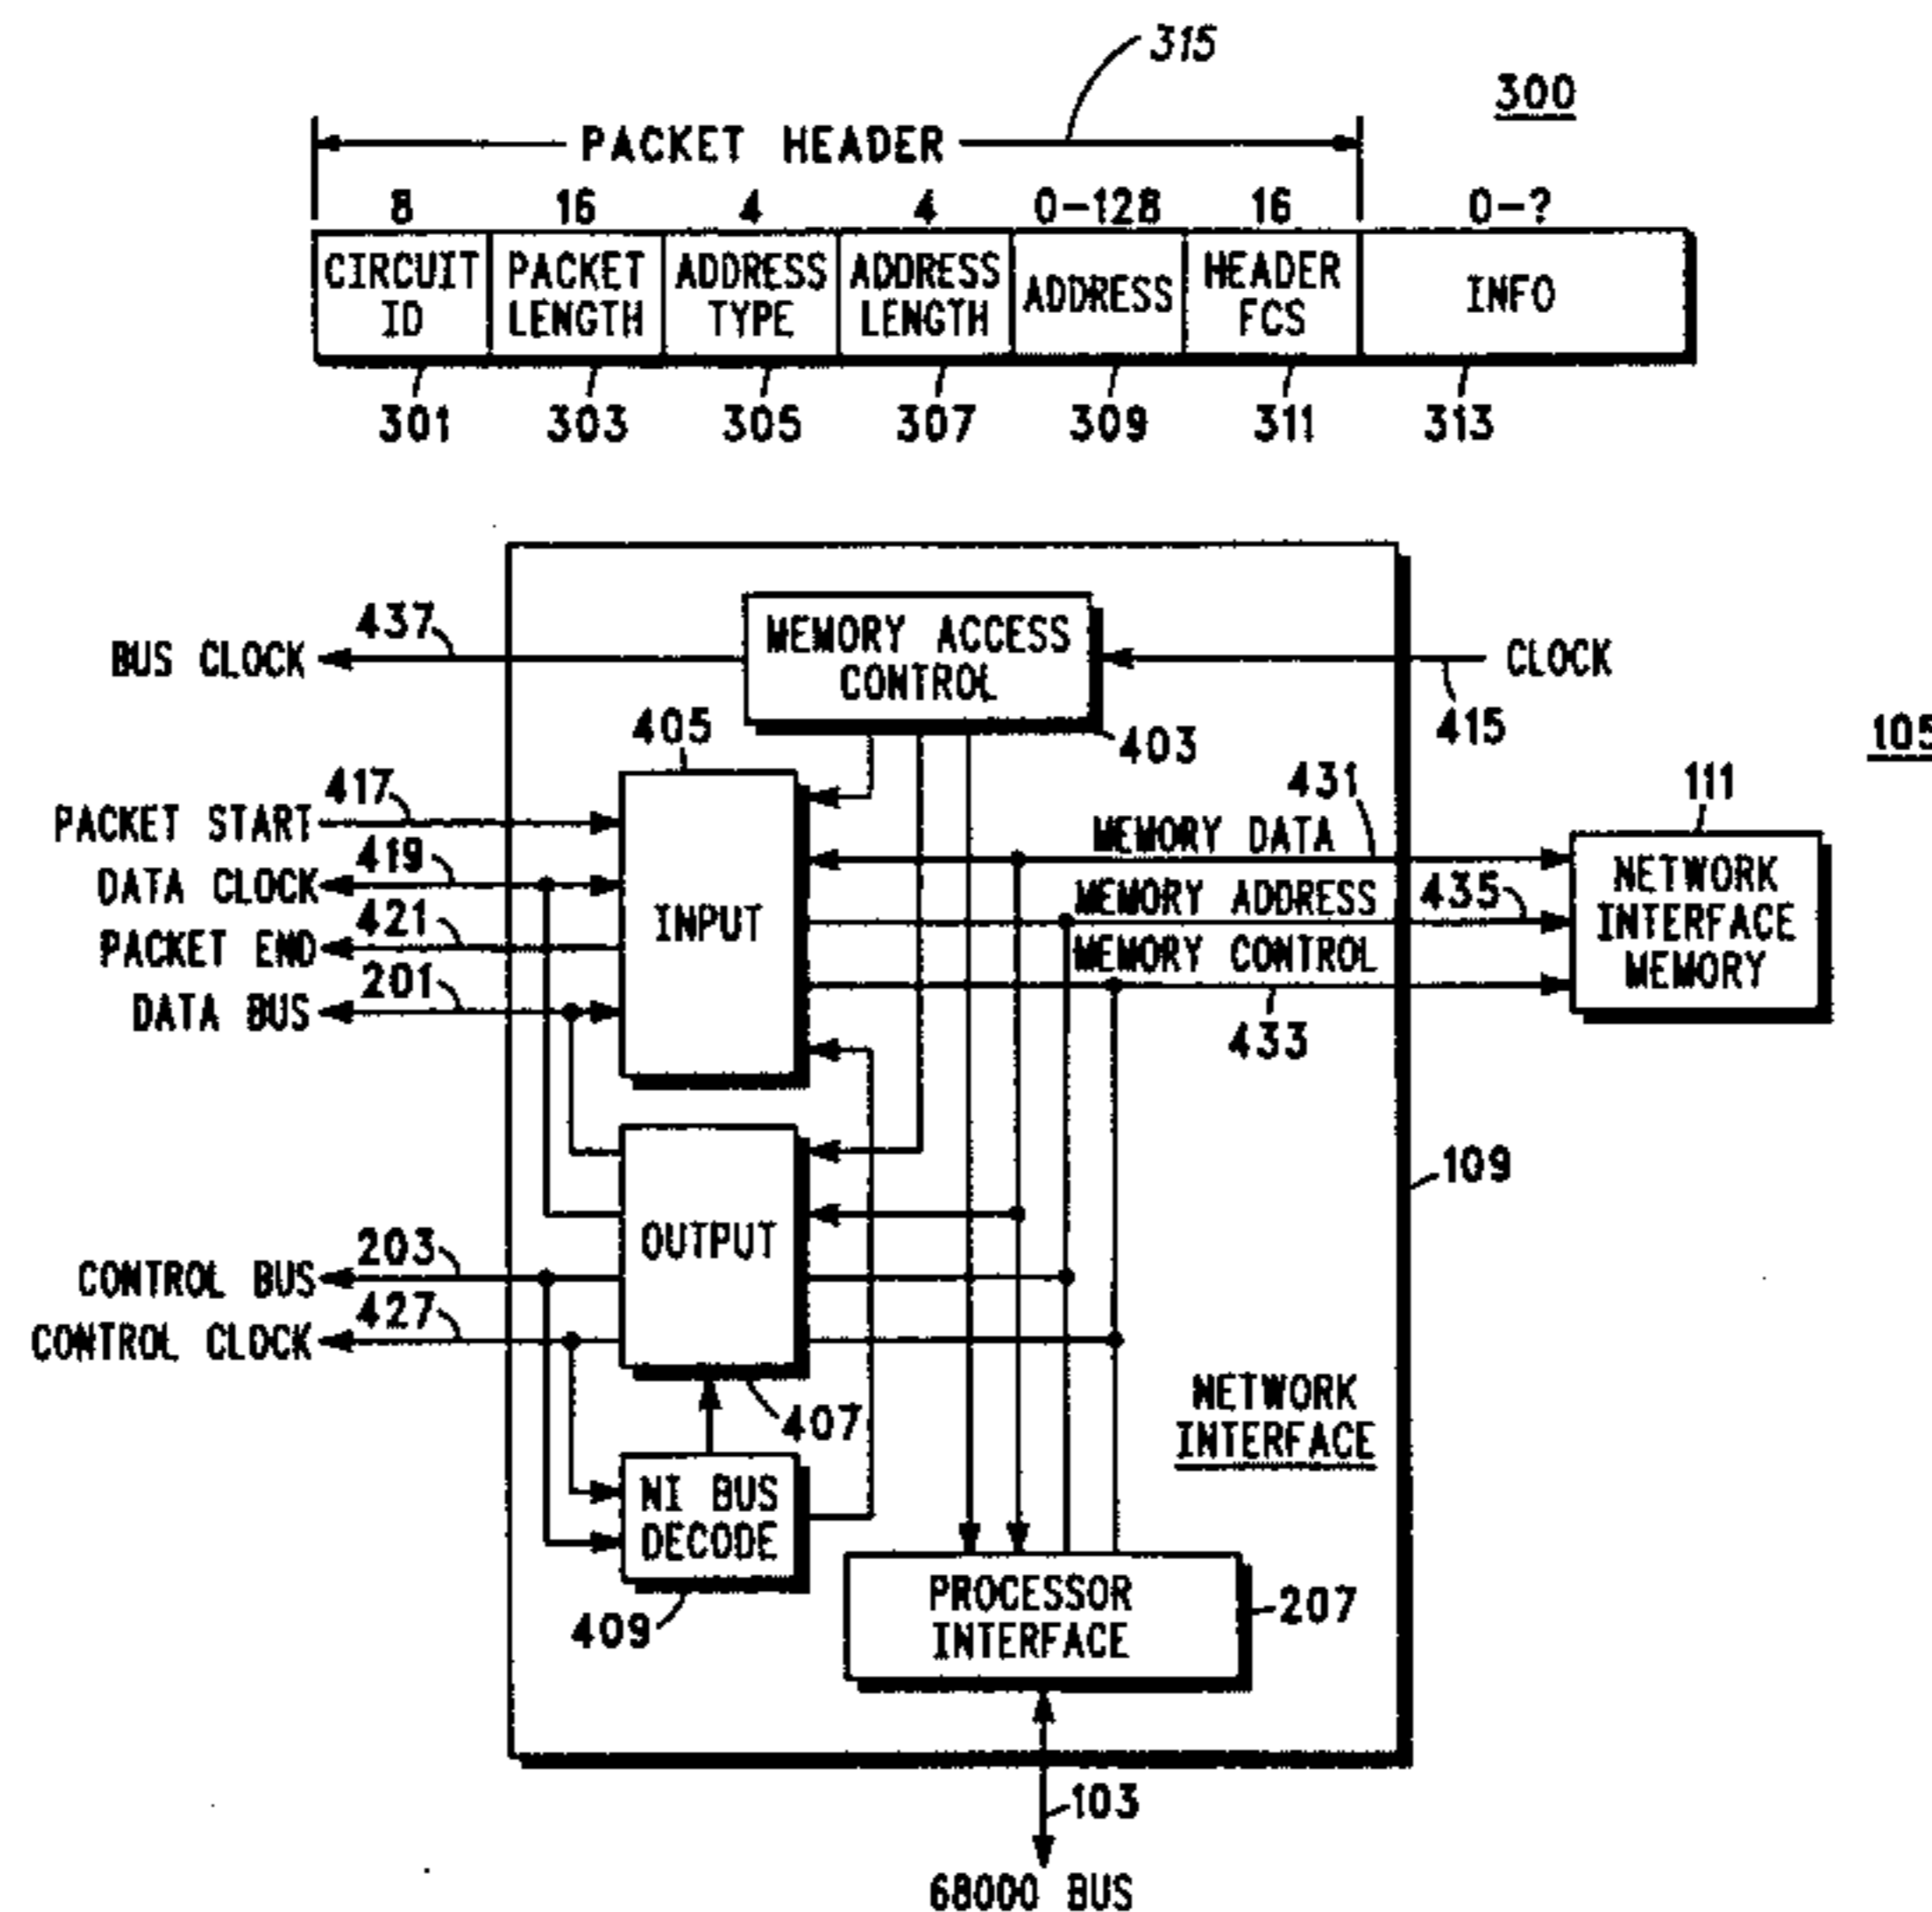 315
300
PACKET HEADER
8 16 4 4 0-128 16 0-?
CIRCUIT ID
PACKET LENGTH
ADDRESS TYPE
ADDRESS LENGTH
ADDRESS
HEADER FCS
INFO
301 303 305 307 309 311 313
437
BUS CLOCK
MEMORY ACCESS
CONTROL
CLOCK
415
403
105
405
417
PACKET START
419
DATA CLOCK
421
PACKET END
201
DATA BUS
INPUT
431
MEMORY DATA
MEMORY ADDRESS
435
MEMORY CONTROL
433
111
NETWORK
INTERFACE
MEMORY
109
OUTPUT
203
CONTROL BUS
427
CONTROL CLOCK
407
NETWORK
INTERFACE
NI BUS
DECODE
409
PROCESSOR
INTERFACE
207
103
68000 BUS